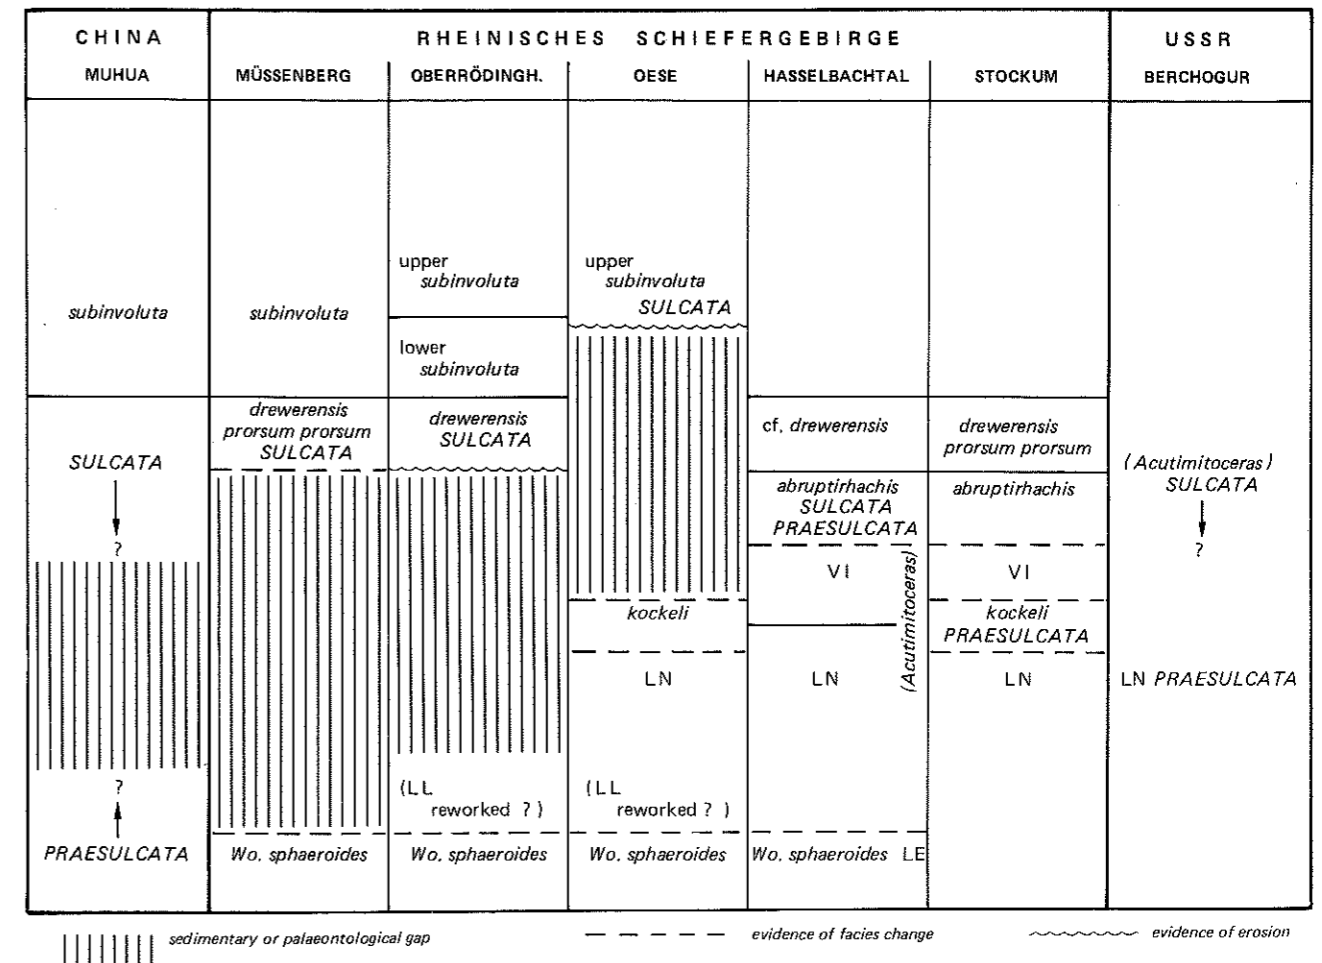 CHINA
RHEINISCHES SCHIEFERGEBIRGE
USSR
MUHUA
MÜSSENBERG
OBERRÖDINGH.
OESE
HASSELBACHTAL
STOCKUM
BERCHOGUR
subinvoluta
SULCATA
?
?
PRAESULCATA
subinvoluta
drewerensis
prorsum prorsum
SULCATA
Wo. sphaeroides
upper
subinvoluta
lower
subinvoluta
drewerensis
SULCATA
(LL
reworked ?)
Wo. sphaeroides
upper
subinvoluta
SULCATA
kockeli
LN
(LL
reworked ?)
Wo. sphaeroides
cf. drewerensis
abruptirhachis
SULCATA
PRAESULCATA
VI
LN
(Acutimitoceras)
Wo. sphaeroides LE
drewerensis
prorsum prorsum
abruptirhachis
VI
kockeli
PRAESULCATA
LN
(Acutimitoceras)
SULCATA
?
LN PRAESULCATA
sedimentary or palaeontological gap
evidence of facies change
evidence of erosion